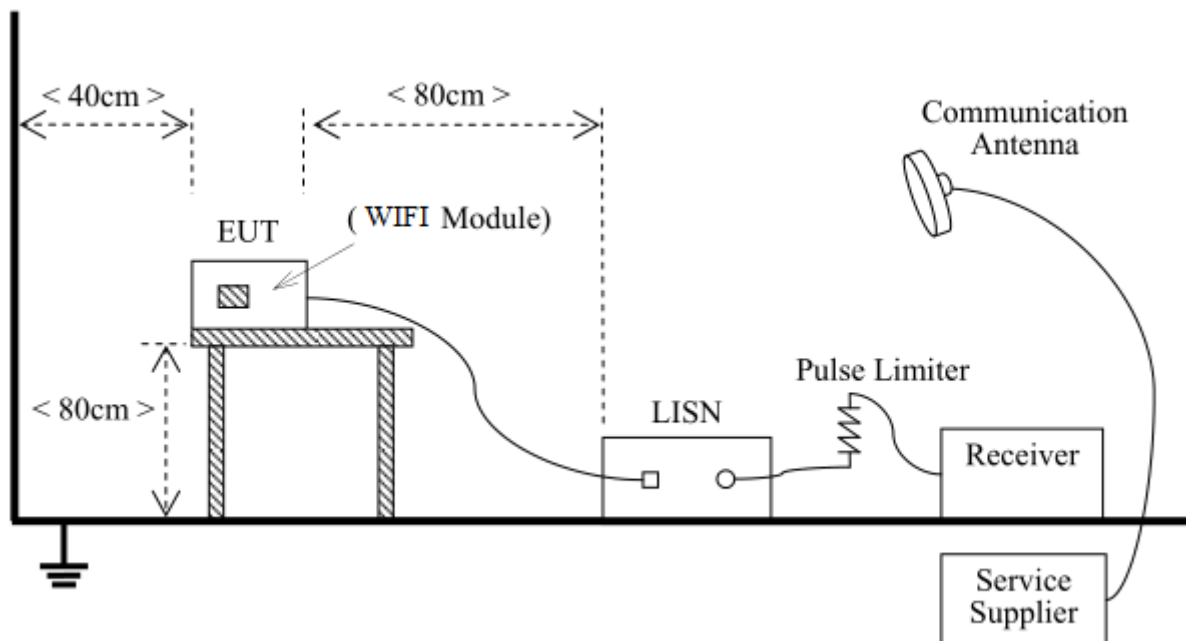 < 40cm >
< 80cm >
Communication
Antenna
( WIFI Module)
EUT
Pulse Limiter
< 80cm >
LISN
Receiver
Service
Supplier